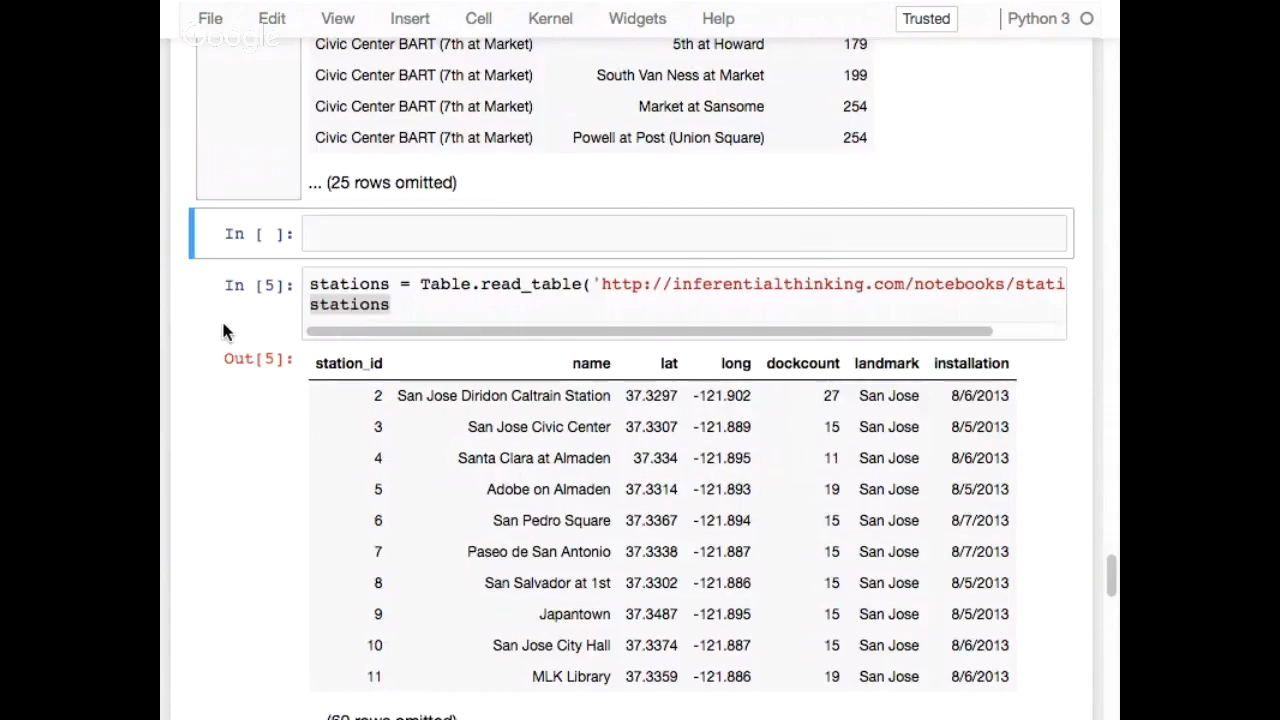 File Edit View Insert Cell Kernel Widgets Help Trusted Python 3
Google
Civic Center BART (7th at Market) 5th at Howard 179
Civic Center BART (7th at Market) South Van Ness at Market 199
Civic Center BART (7th at Market) Market at Sansome 254
Civic Center BART (7th at Market) Powell at Post (Union Square) 254
... (25 rows omitted)
In [ ]:
In [5]: stations = Table.read_table('http://inferentialthinking.com/notebooks/stati
stations
Out[5]: station_id name lat long dockcount landmark installation
2 San Jose Diridon Caltrain Station 37.3297 -121.902 27 San Jose 8/6/2013
3 San Jose Civic Center 37.3307 -121.889 15 San Jose 8/5/2013
4 Santa Clara at Almaden 37.334 -121.895 11 San Jose 8/6/2013
5 Adobe on Almaden 37.3314 -121.893 19 San Jose 8/5/2013
6 San Pedro Square 37.3367 -121.894 15 San Jose 8/7/2013
7 Paseo de San Antonio 37.3338 -121.887 15 San Jose 8/7/2013
8 San Salvador at 1st 37.3302 -121.886 15 San Jose 8/5/2013
9 Japantown 37.3487 -121.895 15 San Jose 8/5/2013
10 San Jose City Hall 37.3374 -121.887 15 San Jose 8/6/2013
11 MLK Library 37.3359 -121.886 19 San Jose 8/6/2013
(60 rows omitted)